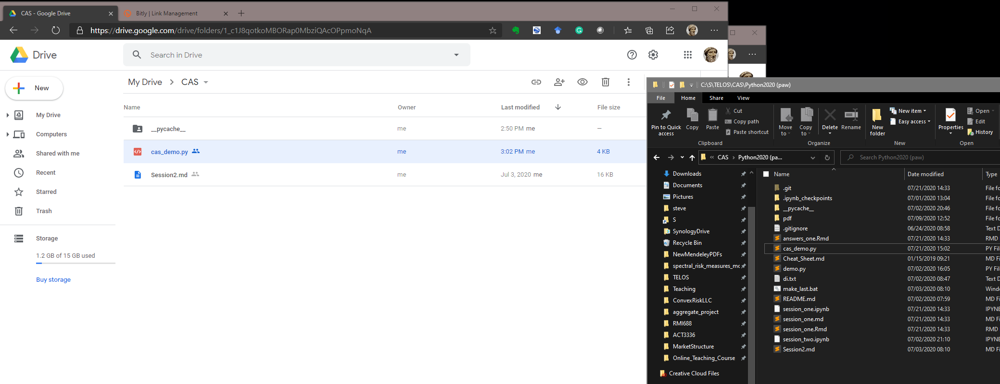 CAS - Google Drive
Bitly | Link Management
https://drive.google.com/drive/folders/1_c1J8qotkoMBORap0MbziQAcOPpmoNqA
Drive
Search in Drive
New
My Drive
Computers
Shared with me
Recent
Starred
Trash
Storage
1.2 GB of 15 GB used
Buy storage
My Drive > CAS
Name Owner Last modified File size
__pycache__ me 2:50 PM me —
cas_demo.py me 3:02 PM me 4 KB
Session2.md me Jul 3, 2020 me 16 KB
C:\S\TELOS\CAS\Python2020 (paw)
File Home Share View
Pin to Quick access
Copy
Paste
Cut
Copy path
Paste shortcut
Clipboard
Move to
Copy to
Delete
Rename
Organize
New folder
New item
Easy access
New
Properties
Open
Edit
History
Open
« CAS > Python2020 (pa...
Search Python2020 (paw)
Downloads
Documents
Pictures
steve
S
SynologyDrive
Recycle Bin
NewMendeleyPDFs
spectral_risk_measures_mc
TELOS
Teaching
ConvexRiskLLC
aggregate_project
RMI688
ACT3336
MarketStructure
Online_Teaching_Course
Creative Cloud Files
Name Date modified Type
.git 07/21/2020 14:33 File fo
.ipynb_checkpoints 07/01/2020 13:04 File fo
__pycache__ 07/02/2020 20:46 File fo
pdf 07/09/2020 12:52 File fo
.gitignore 06/24/2020 08:58 Text D
answers_one.Rmd 07/21/2020 14:33 RMD
cas_demo.py 07/21/2020 15:02 PY Fil
Cheat_Sheet.md 01/15/2019 09:21 MD Fi
demo.py 07/02/2020 16:05 PY Fil
di.txt 07/02/2020 08:47 Text D
make_last.bat 07/03/2020 08:10 Windo
README.md 07/02/2020 07:59 MD Fi
session_one.ipynb 07/21/2020 14:33 IPYNE
session_one.md 07/21/2020 14:33 MD Fi
session_one.Rmd 07/21/2020 14:33 RMD
session_two.ipynb 07/02/2020 21:10 IPYNE
Session2.md 07/03/2020 08:10 MD Fi